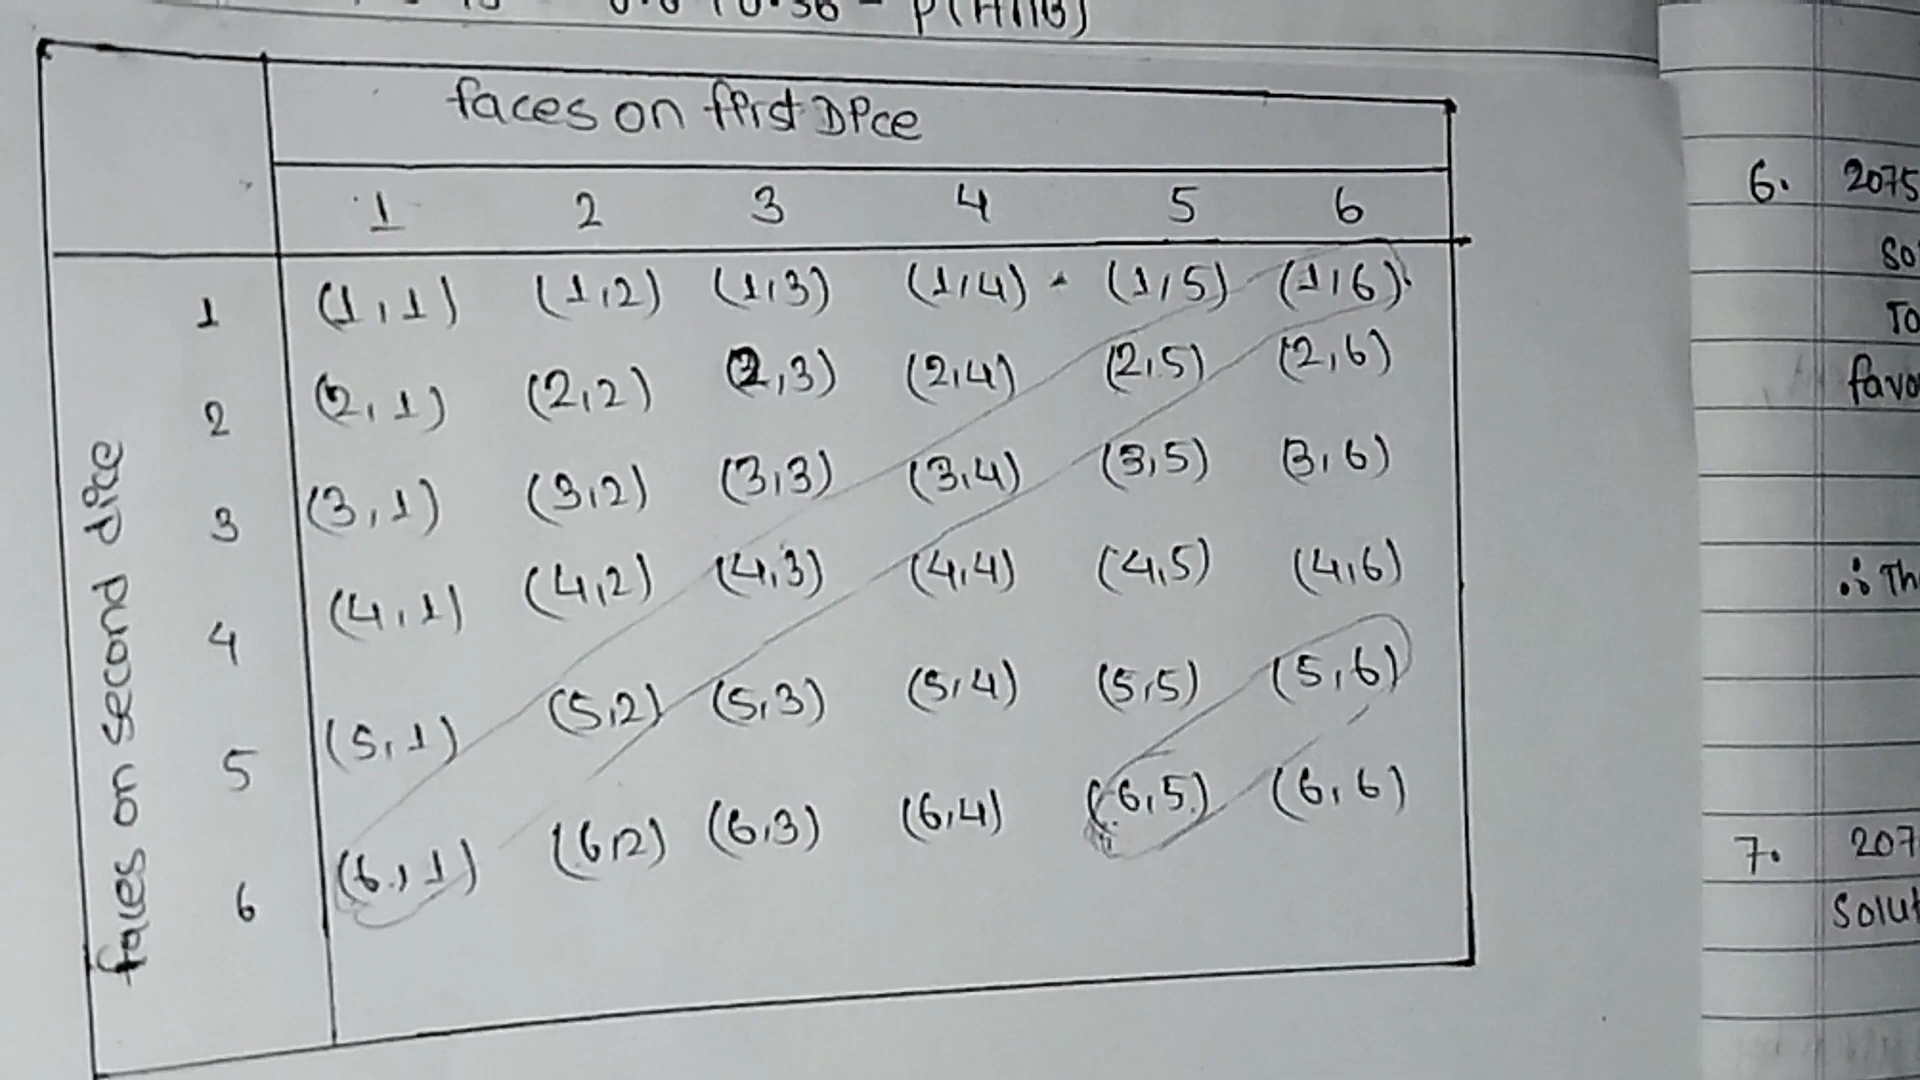 P(A∩B)
faces on first Dice
1 2 3 4 5 6
faces on second dice
1 (1,1) (1,2) (1,3) (1,4) (1,5) (1,6)
2 (2,1) (2,2) (2,3) (2,4) (2,5) (2,6)
3 (3,1) (3,2) (3,3) (3,4) (3,5) (3,6)
4 (4,1) (4,2) (4,3) (4,4) (4,5) (4,6)
5 (5,1) (5,2) (5,3) (5,4) (5,5) (5,6)
6 (6,1) (6,2) (6,3) (6,4) (6,5) (6,6)
6. 2075
So
To
favo
∴ Th
7. 207
Solut